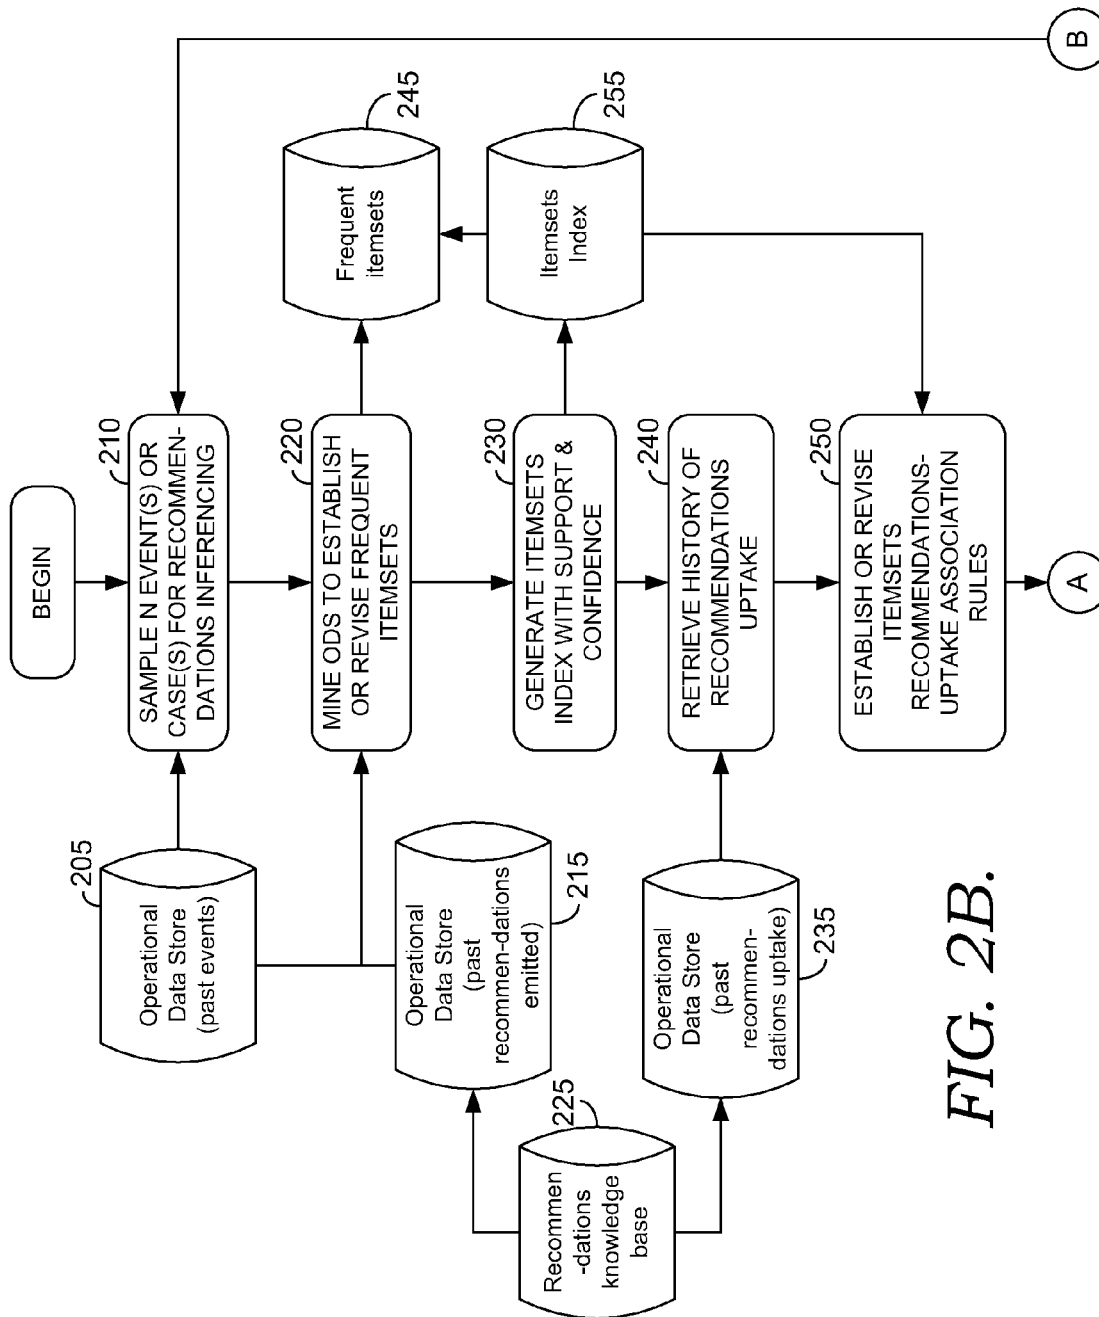 BEGIN
210
SAMPLE N EVENT(S) OR
CASE(S) FOR RECOMMEN-
DATIONS INFERENCING
205
Operational
Data Store
(past events)
220
MINE ODS TO ESTABLISH
OR REVISE FREQUENT
ITEMSETS
245
Frequent
itemsets
215
Operational
Data Store
(past
recommen-dations
emitted)
230
GENERATE ITEMSETS
INDEX WITH SUPPORT &
CONFIDENCE
255
Itemsets
Index
225
Recommen
-dations
knowledge
base
240
RETRIEVE HISTORY OF
RECOMMENDATIONS
UPTAKE
235
Operational
Data Store
(past
recommen-
dations uptake)
250
ESTABLISH OR REVISE
ITEMSETS
RECOMMENDATIONS-
UPTAKE ASSOCIATION
RULES
A
B
FIG. 2B.